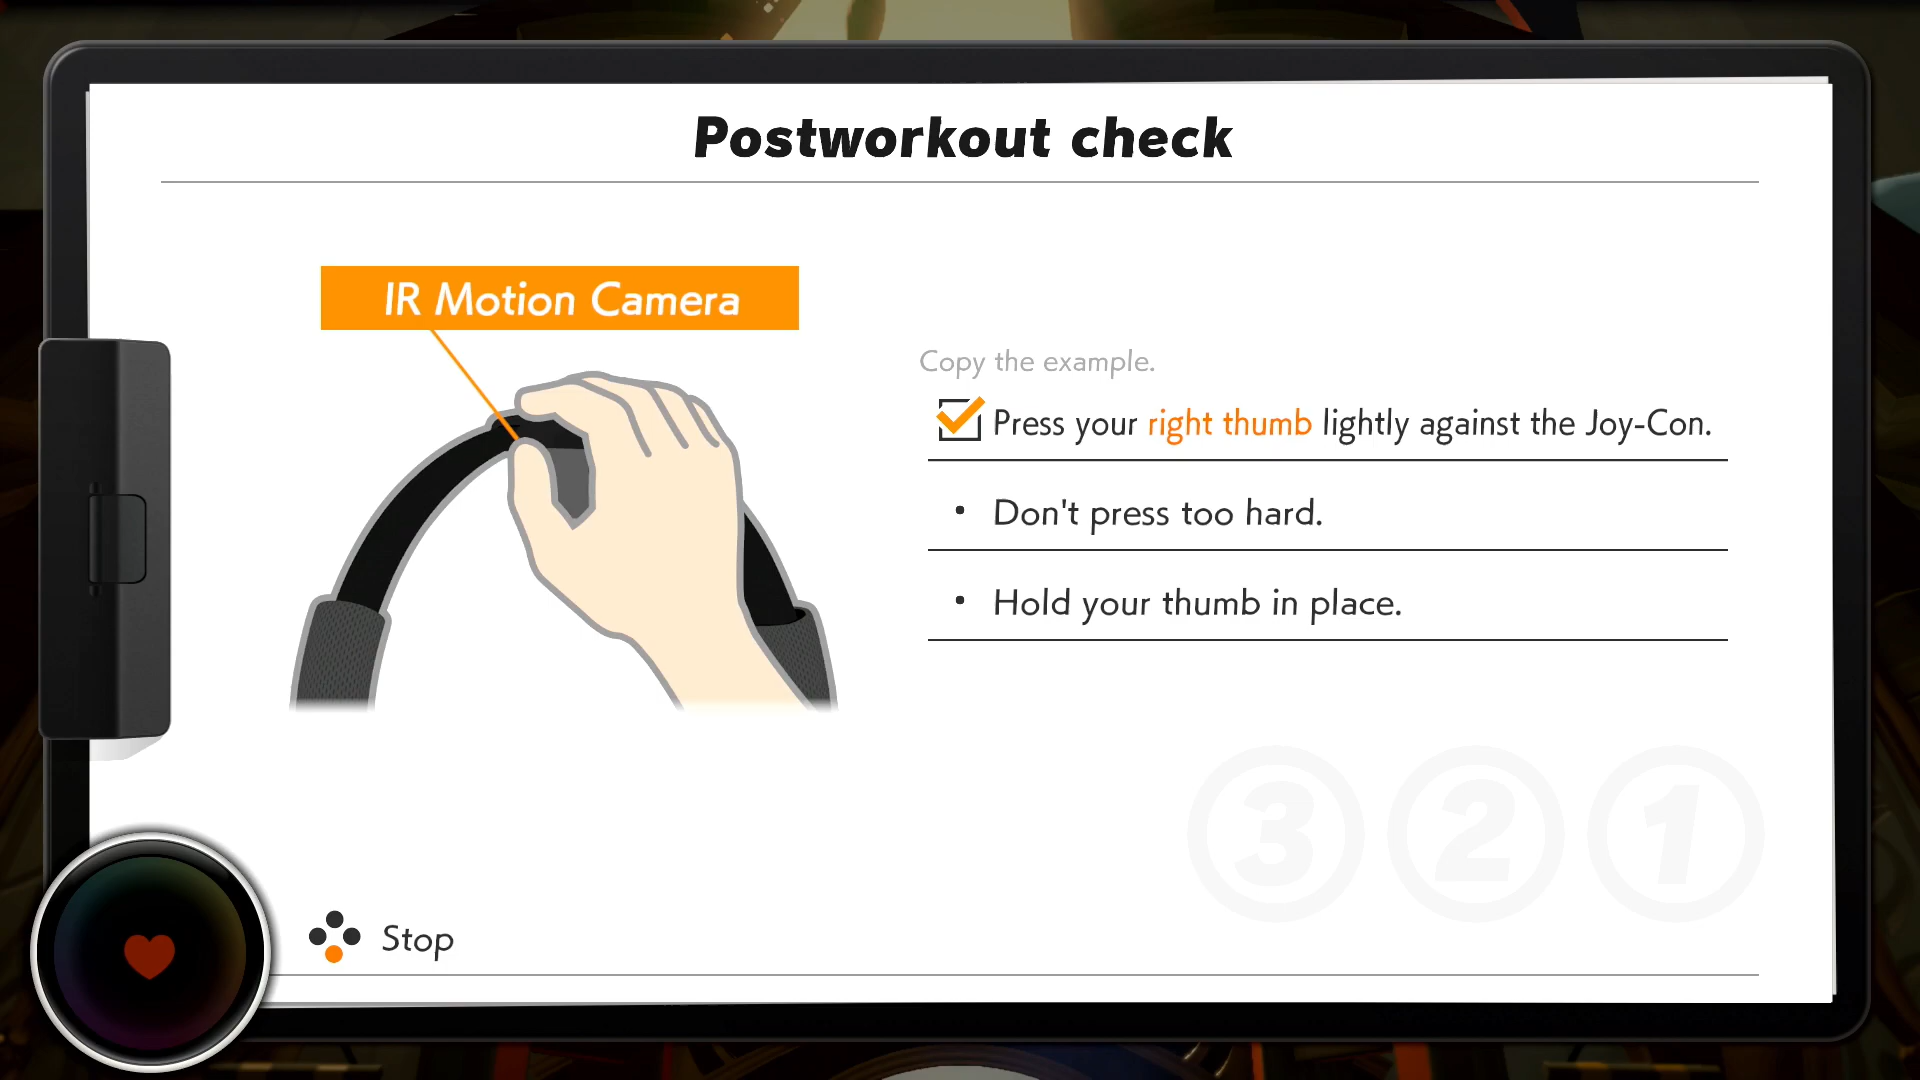 Postworkout check
IR Motion Camera
Copy the example.
Press your right thumb lightly against the Joy-Con.
• Don't press too hard.
• Hold your thumb in place.
3 2 1
Stop